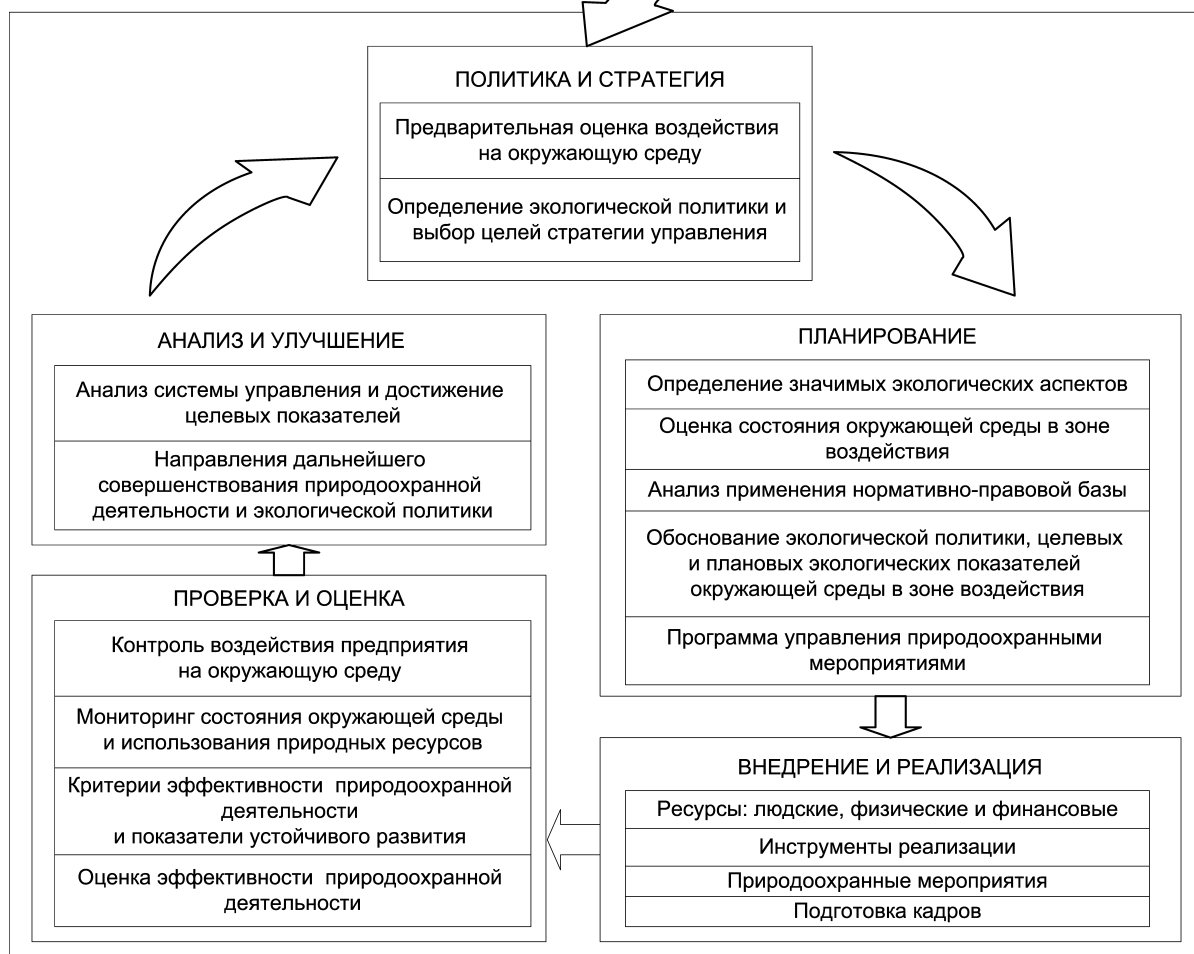 ПОЛИТИКА И СТРАТЕГИЯ
Предварительная оценка воздействия
на окружающую среду
Определение экологической политики и
выбор целей стратегии управления
АНАЛИЗ И УЛУЧШЕНИЕ
Анализ системы управления и достижение
целевых показателей
Направления дальнейшего
совершенствования природоохранной
деятельности и экологической политики
ПЛАНИРОВАНИЕ
Определение значимых экологических аспектов
Оценка состояния окружающей среды в зоне
воздействия
Анализ применения нормативно-правовой базы
Обоснование экологической политики, целевых
и плановых экологических показателей
окружающей среды в зоне воздействия
Программа управления природоохранными
мероприятиями
ПРОВЕРКА И ОЦЕНКА
Контроль воздействия предприятия
на окружающую среду
Мониторинг состояния окружающей среды
и использования природных ресурсов
Критерии эффективности природоохранной
деятельности
и показатели устойчивого развития
Оценка эффективности природоохранной
деятельности
ВНЕДРЕНИЕ И РЕАЛИЗАЦИЯ
Ресурсы: людские, физические и финансовые
Инструменты реализации
Природоохранные мероприятия
Подготовка кадров